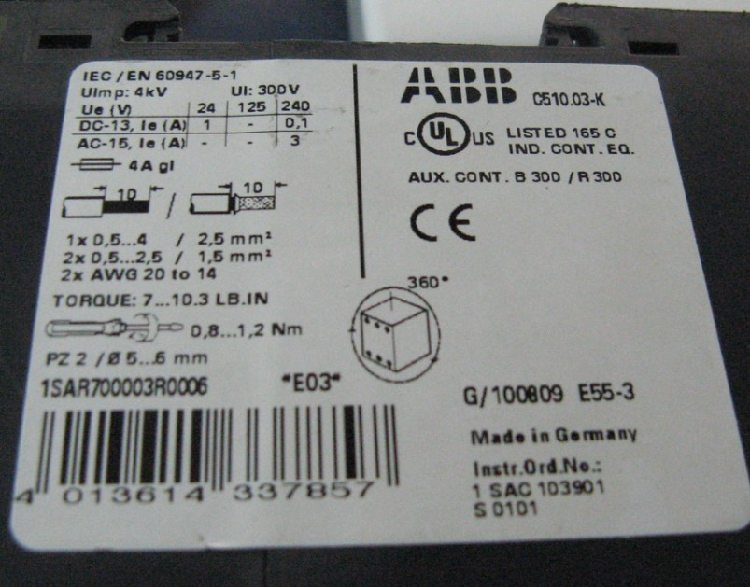 IEC / EN 60947-5-1
UImp: 4kV UI: 300V
Ue (V) 24 125 240
DC-13, Ie (A) 1 - 0,1
AC-15, Ie (A) - - 3
4A gl
10 / 10
1x 0,5...4 / 2,5 mm²
2x 0,5...2,5 / 1,5 mm²
2x AWG 20 to 14
TORQUE: 7...10.3 LB.IN
0,8...1,2 Nm
PZ 2 / Ø 5...6 mm
1SAR700003R0006 *E03*
4 013614 337857
ABB C510.03-K
C UL US LISTED 165 C
IND. CONT. EQ.
AUX. CONT. B 300 / R 300
CE
360°
G/100809 E55-3
Made in Germany
Instr.Ord.No.:
1 SAC 103901
S 0101